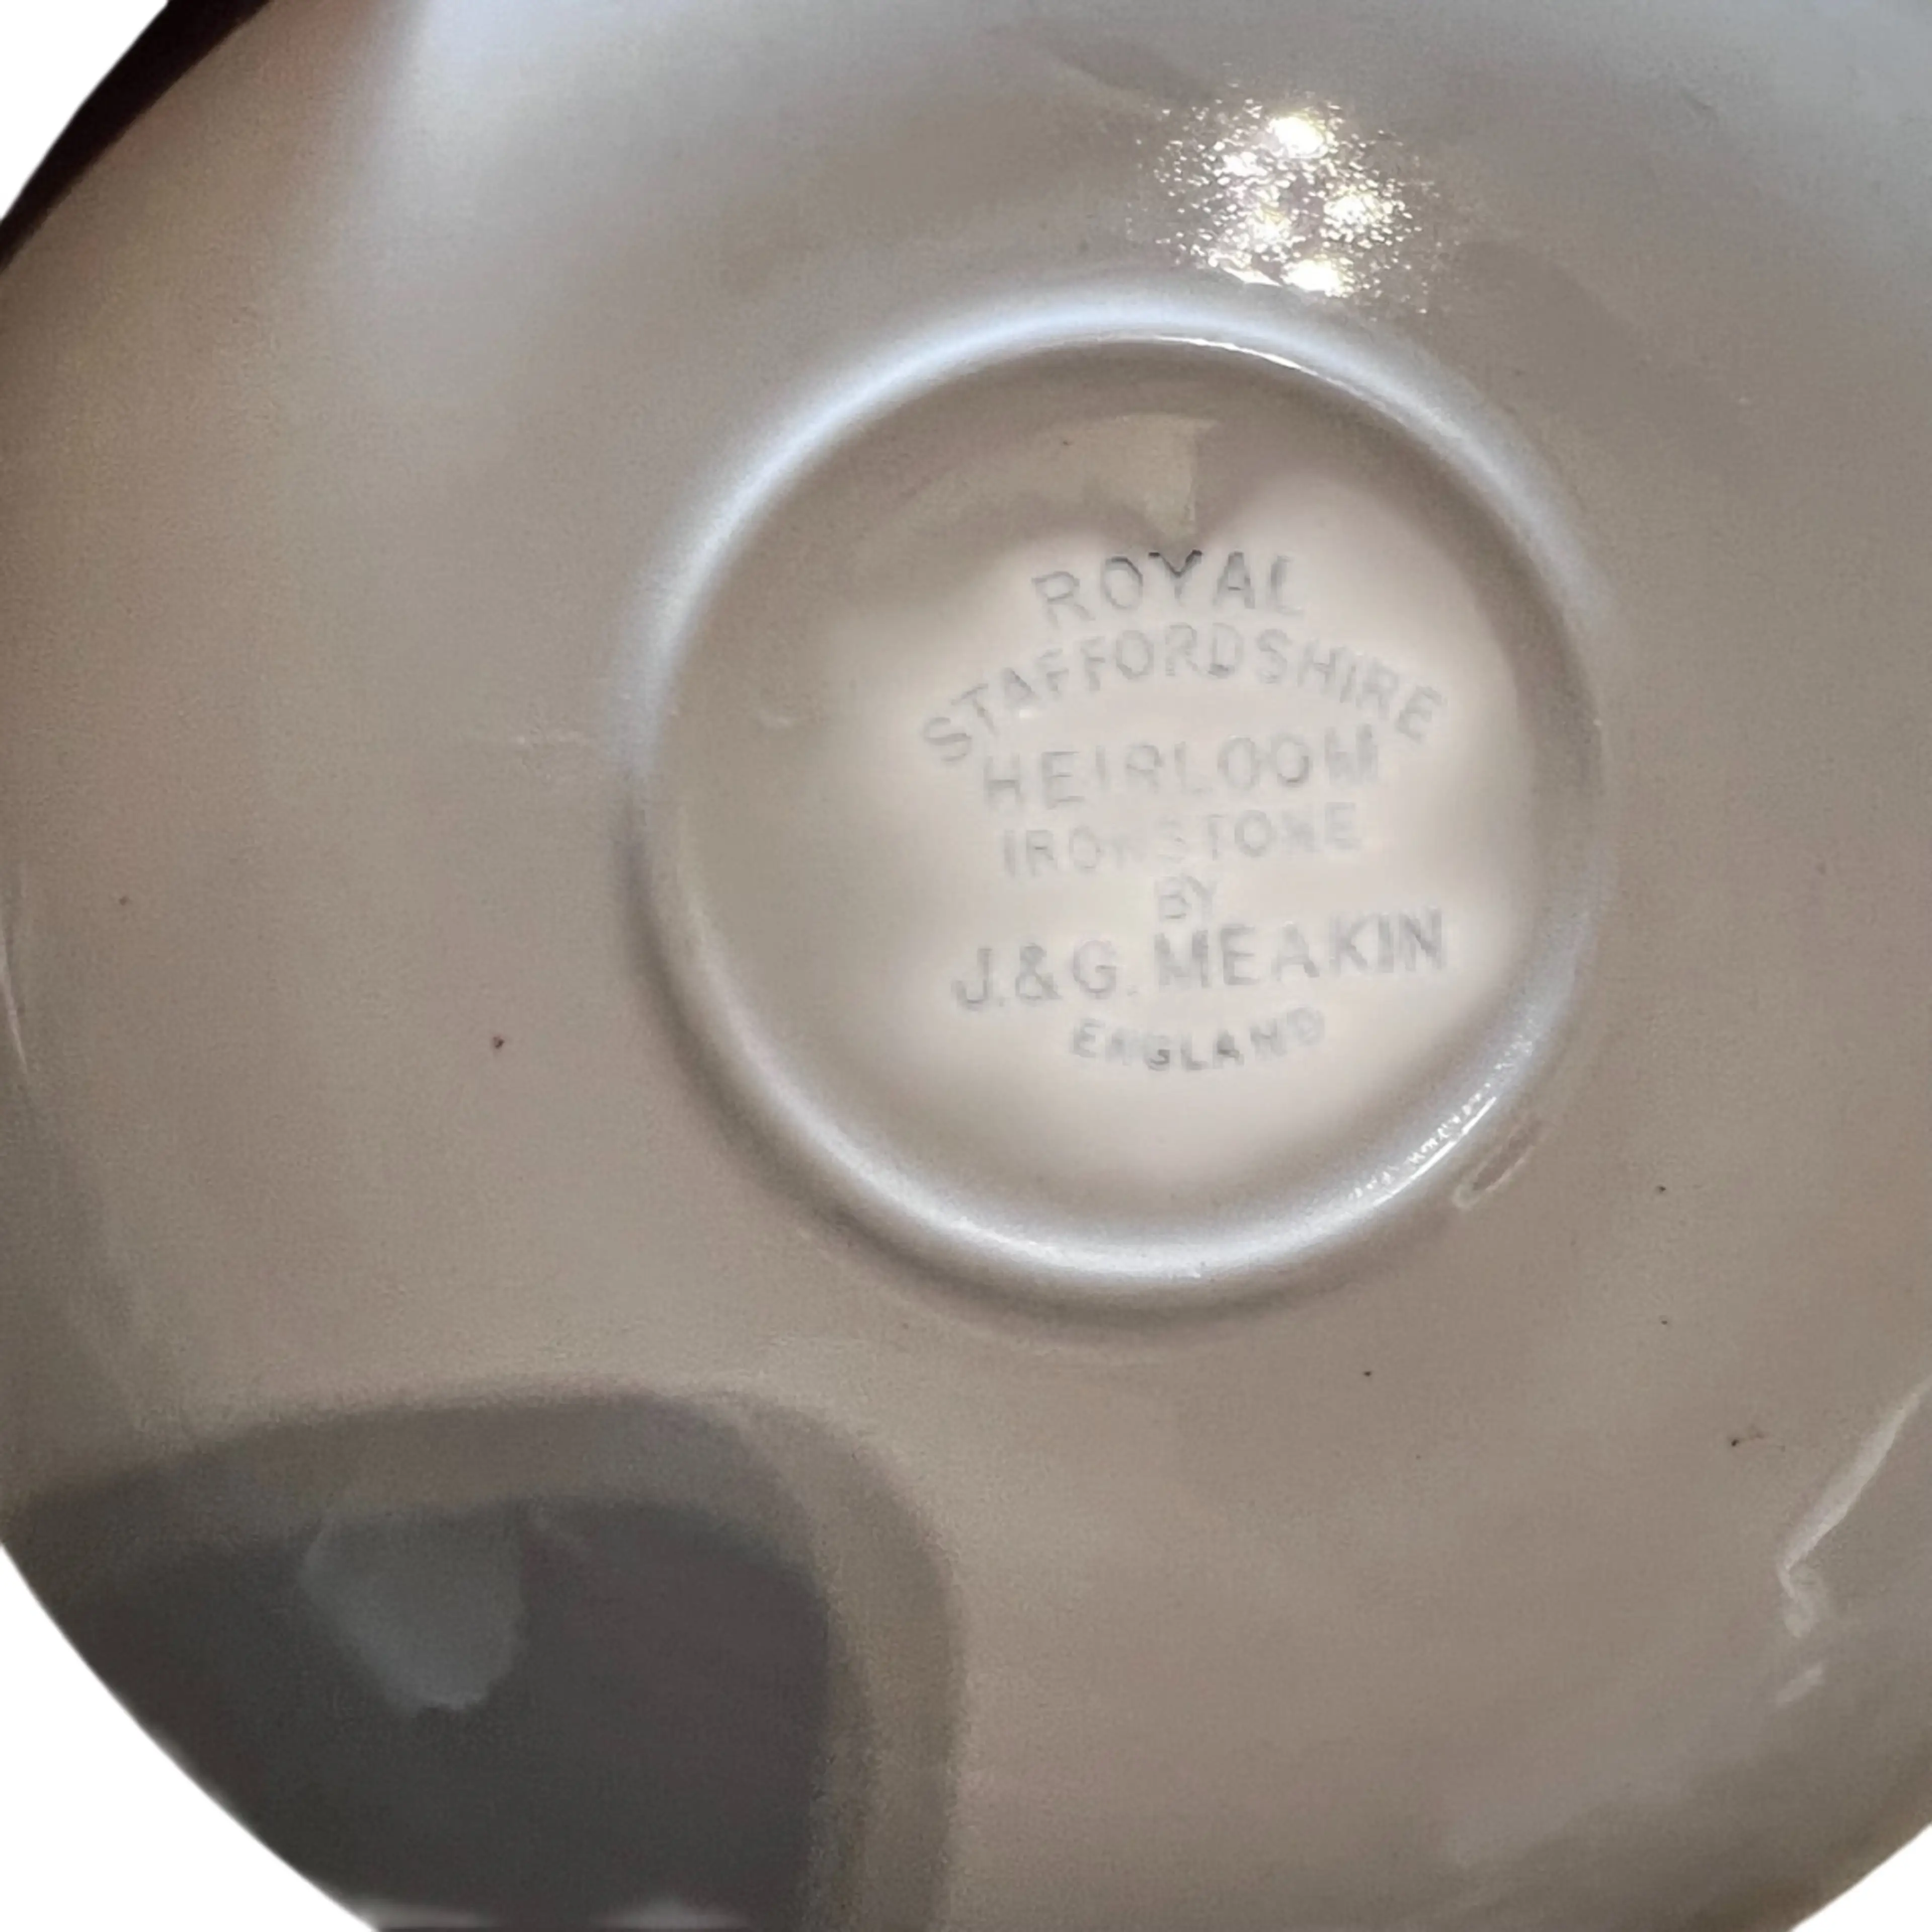 ROYAL
STAFFORDSHIRE
HEIRLOOM
IRONSTONE
BY
J.&G. MEAKIN
ENGLAND